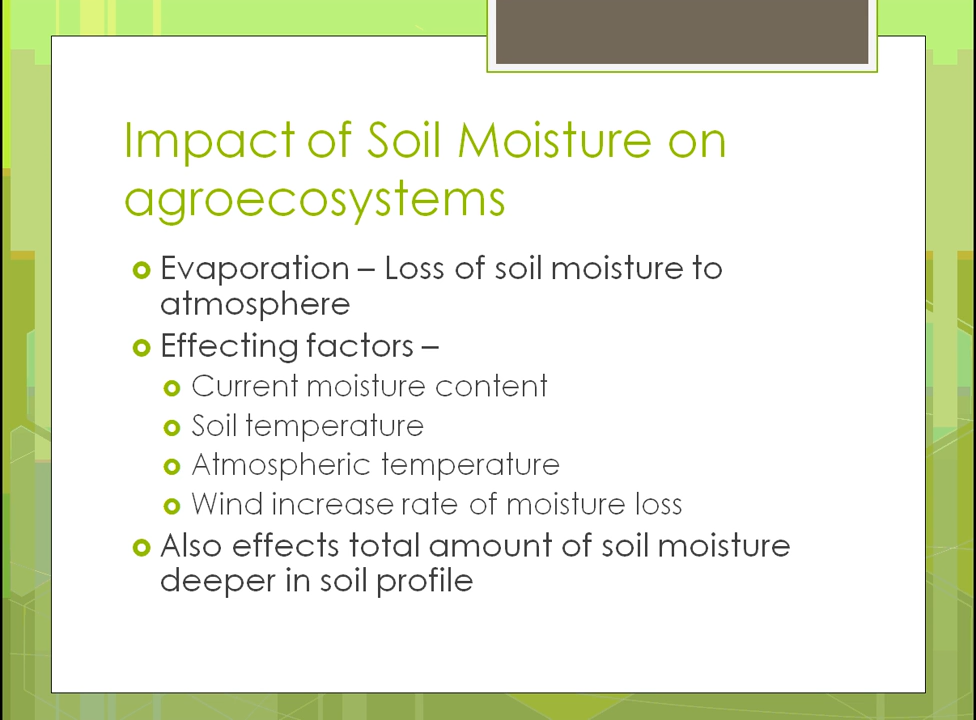 Impact of Soil Moisture on
agroecosystems
Evaporation – Loss of soil moisture to
atmosphere
Effecting factors –
Current moisture content
Soil temperature
Atmospheric temperature
Wind increase rate of moisture loss
Also effects total amount of soil moisture
deeper in soil profile